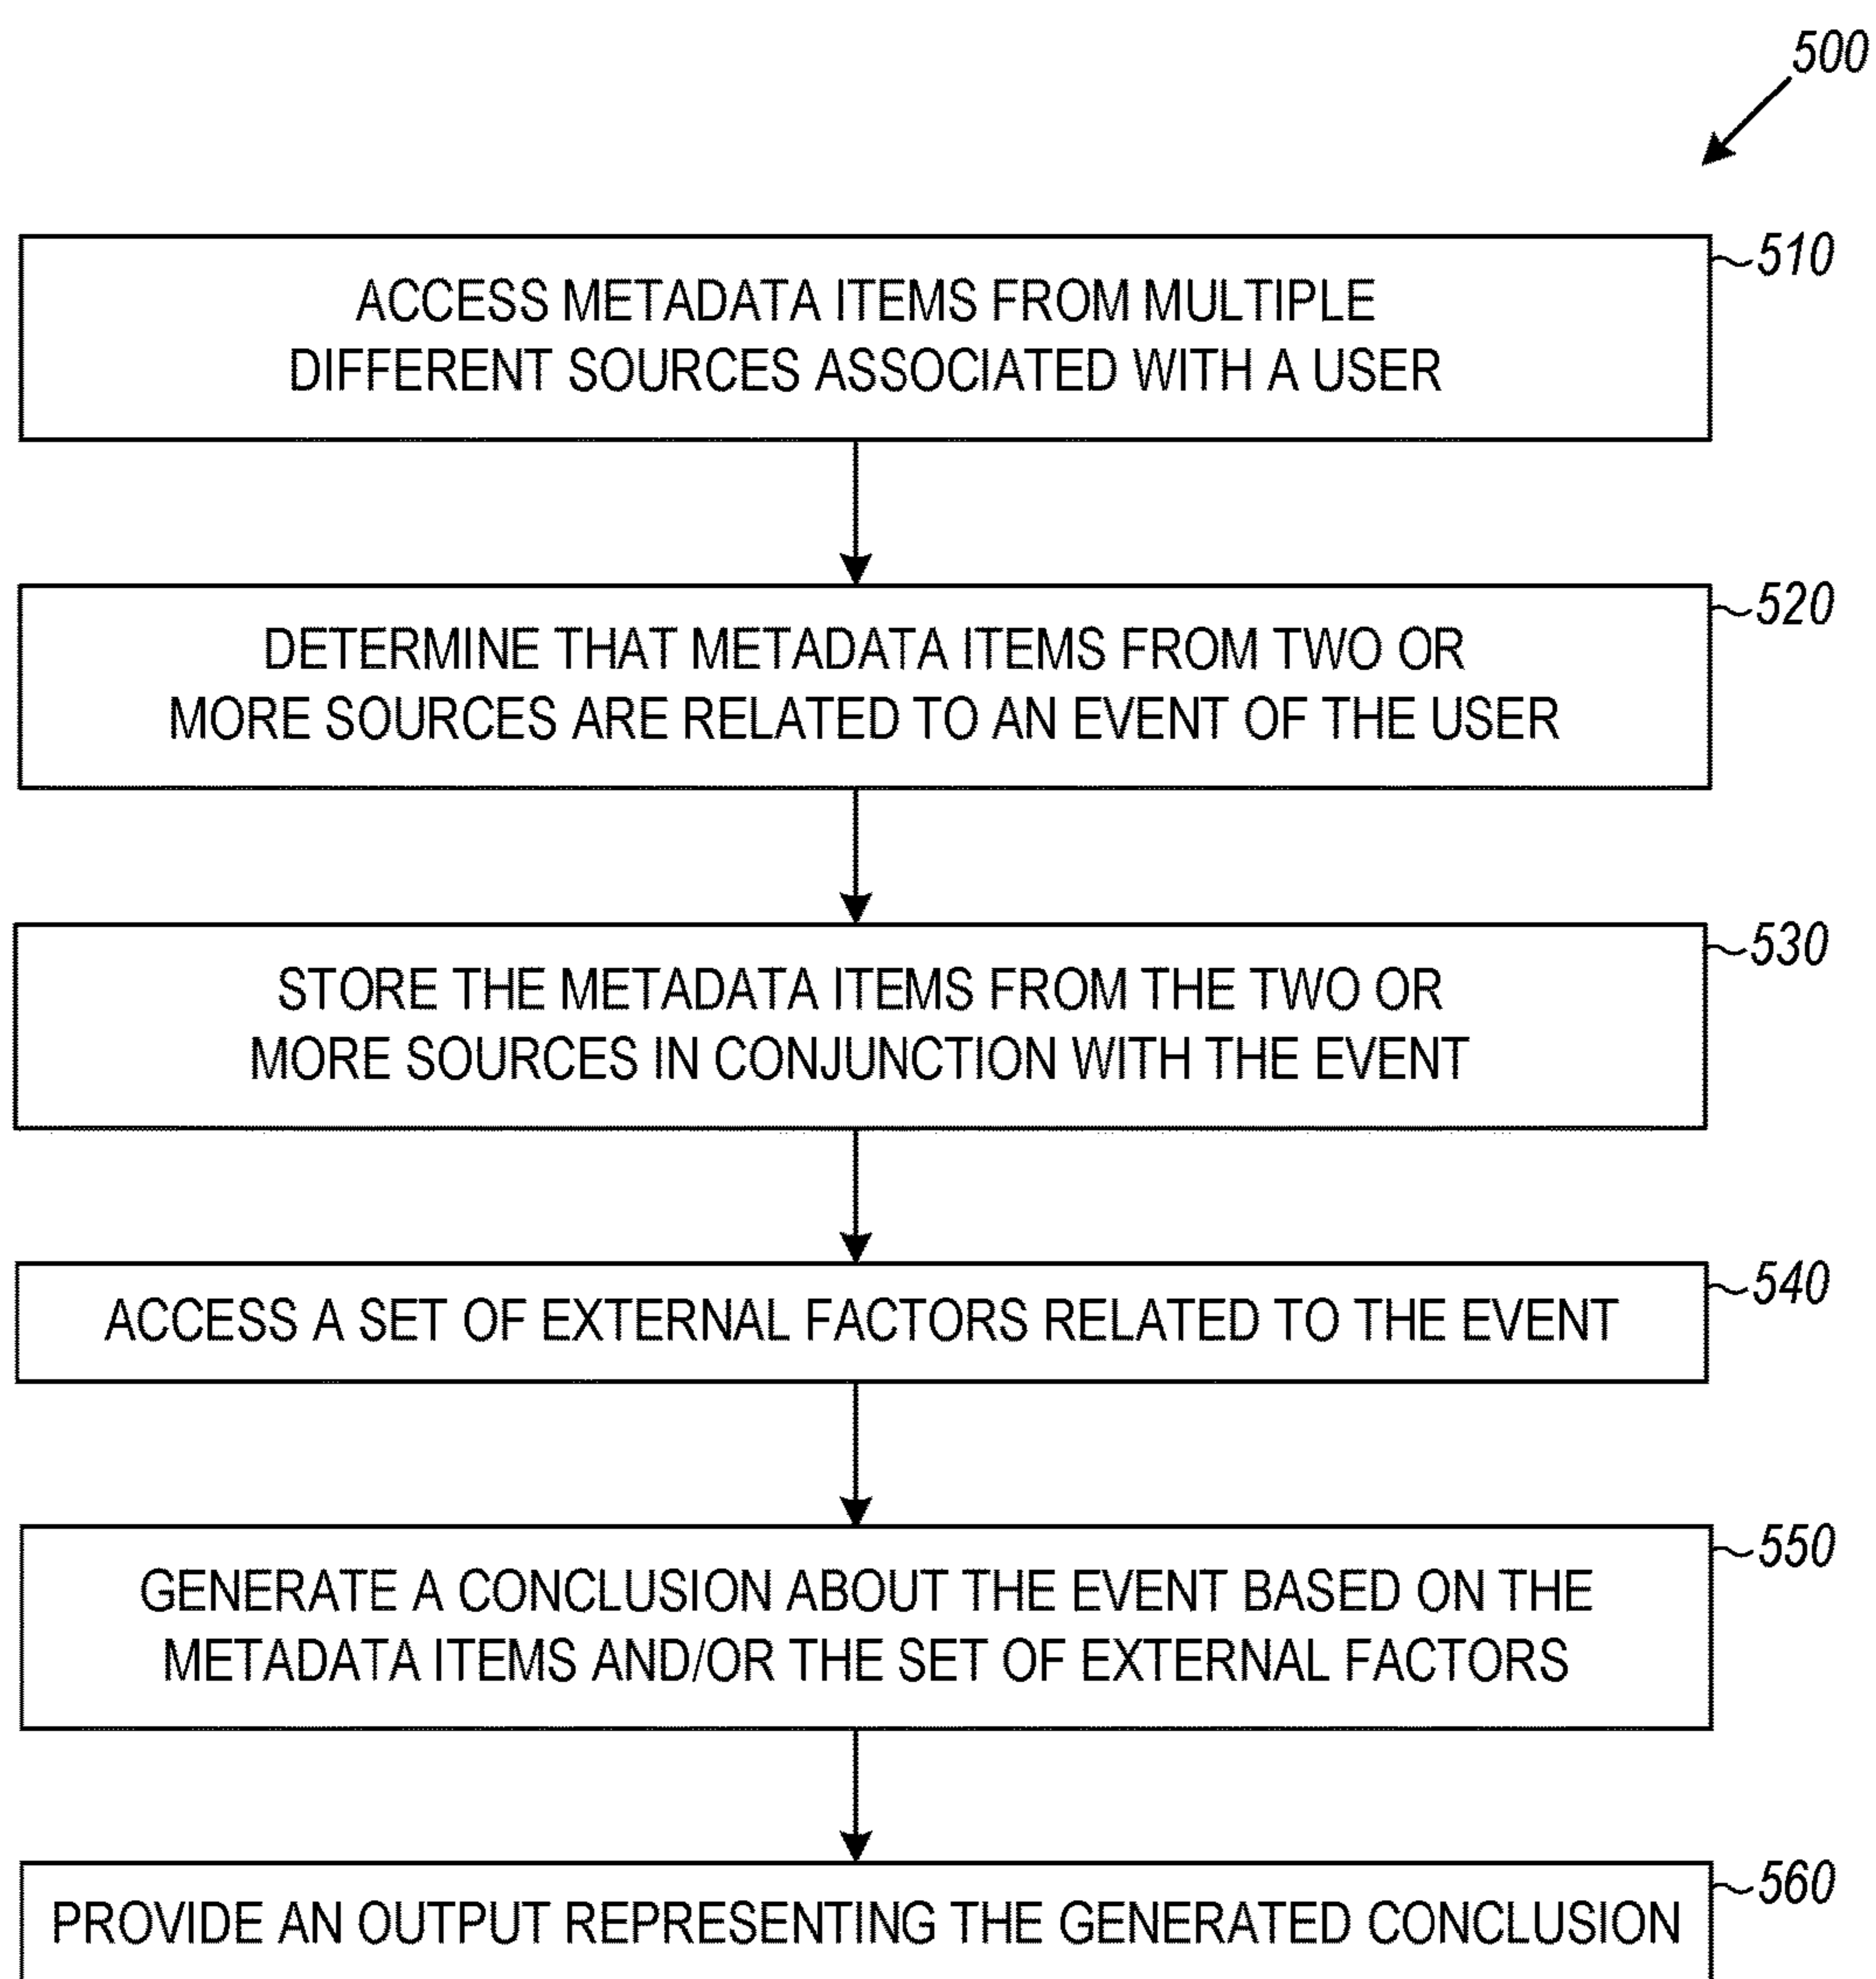 500
510
ACCESS METADATA ITEMS FROM MULTIPLE
DIFFERENT SOURCES ASSOCIATED WITH A USER
520
DETERMINE THAT METADATA ITEMS FROM TWO OR
MORE SOURCES ARE RELATED TO AN EVENT OF THE USER
530
STORE THE METADATA ITEMS FROM THE TWO OR
MORE SOURCES IN CONJUNCTION WITH THE EVENT
540
ACCESS A SET OF EXTERNAL FACTORS RELATED TO THE EVENT
550
GENERATE A CONCLUSION ABOUT THE EVENT BASED ON THE
METADATA ITEMS AND/OR THE SET OF EXTERNAL FACTORS
560
PROVIDE AN OUTPUT REPRESENTING THE GENERATED CONCLUSION